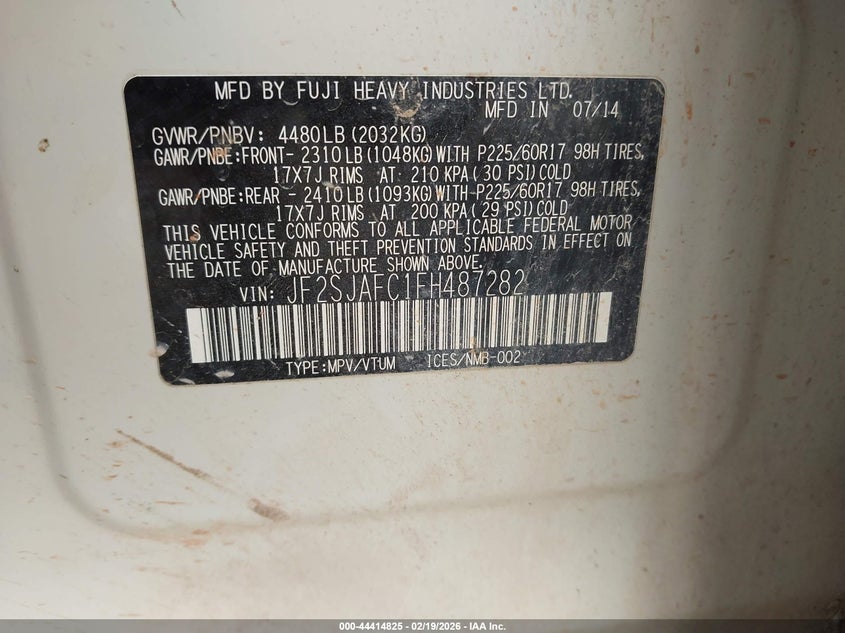 MFD BY FUJI HEAVY INDUSTRIES LTD.
MFD IN 07/14
GVWR/PNBV: 4480LB (2032KG)
GAWR/PNBE:FRONT- 2310LB (1048KG)WITH P225/60R17 98H TIRES,
17X7J RIMS AT 210 KPA( 30 PSI)COLD
GAWR/PNBE:REAR - 2410LB (1093KG)WITH P225/60R17 98H TIRES,
17X7J RIMS AT 200 KPA( 29 PSI)COLD
THIS VEHICLE CONFORMS TO ALL APPLICABLE FEDERAL MOTOR
VEHICLE SAFETY AND THEFT PREVENTION STANDARDS IN EFFECT ON
THE DATE OF MANUFACTURE SHOWN ABOVE.
VIN: JF2SJAFC1FH487282
TYPE:MPV/VTUM ICES/NMB-002
000-44414825 - 02/19/2026 - IAA Inc.